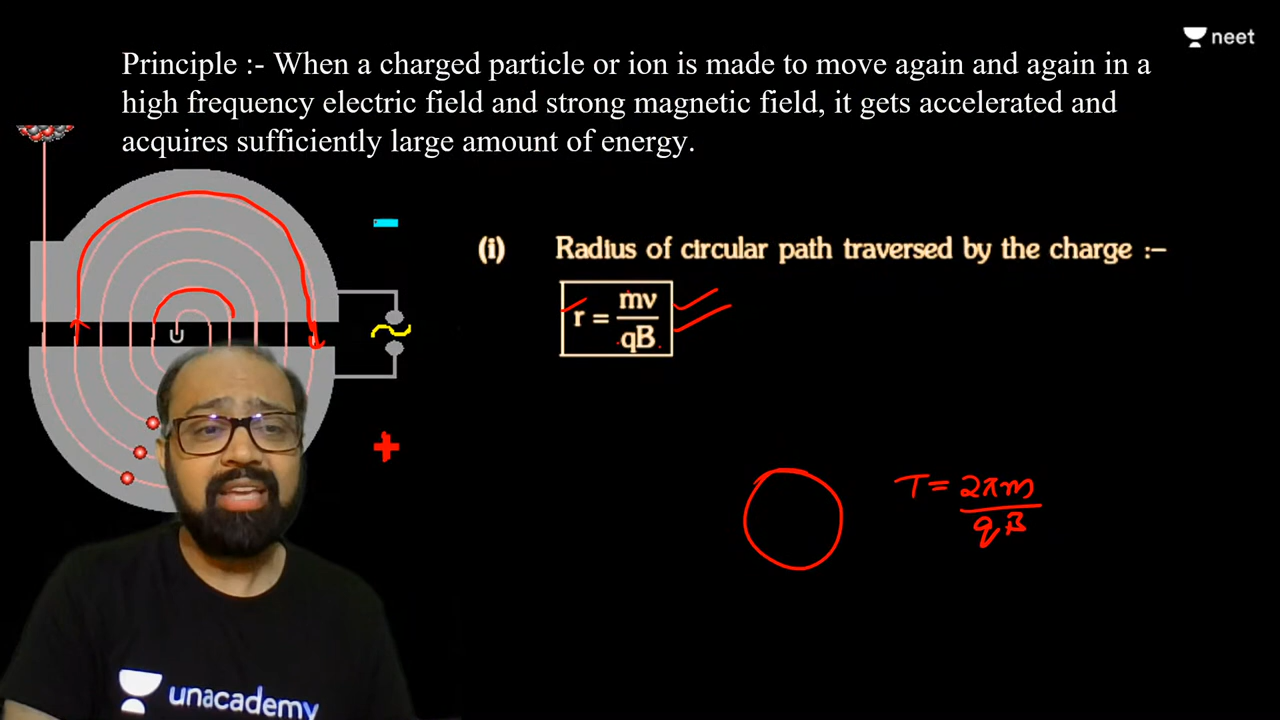 neet
Principle :- When a charged particle or ion is made to move again and again in a
high frequency electric field and strong magnetic field, it gets accelerated and
acquires sufficiently large amount of energy.
-
(i) Radius of circular path traversed by the charge :–
r = mv/qB
~
+
T = 2πm/qB
unacademy